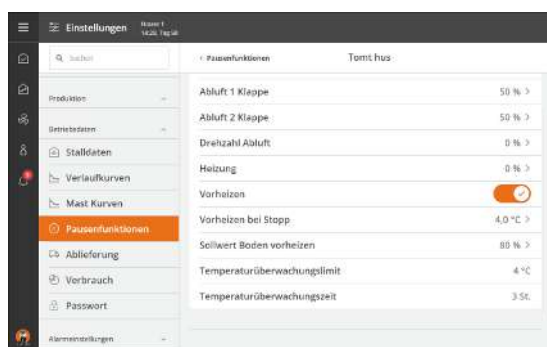 Einstellungen
Suchen
Pausenfunktionen
Tomt hus
Produktion
Betriebsdaten
Stalldaten
Verlaufkurven
Mast Kurven
Pausenfunktionen
Ablieferung
Verbrauch
Passwort
Alarmeinstellungen
Abluft 1 Klappe 50 %
Abluft 2 Klappe 50 %
Drehzahl Abluft 0 %
Heizung 0 %
Vorheizen
Vorheizen bei Stopp 4,0 °C
Sollwert Boden vorheizen 80 %
Temperaturüberwachungslimit 4 °C
Temperaturüberwachungszeit 3 St.